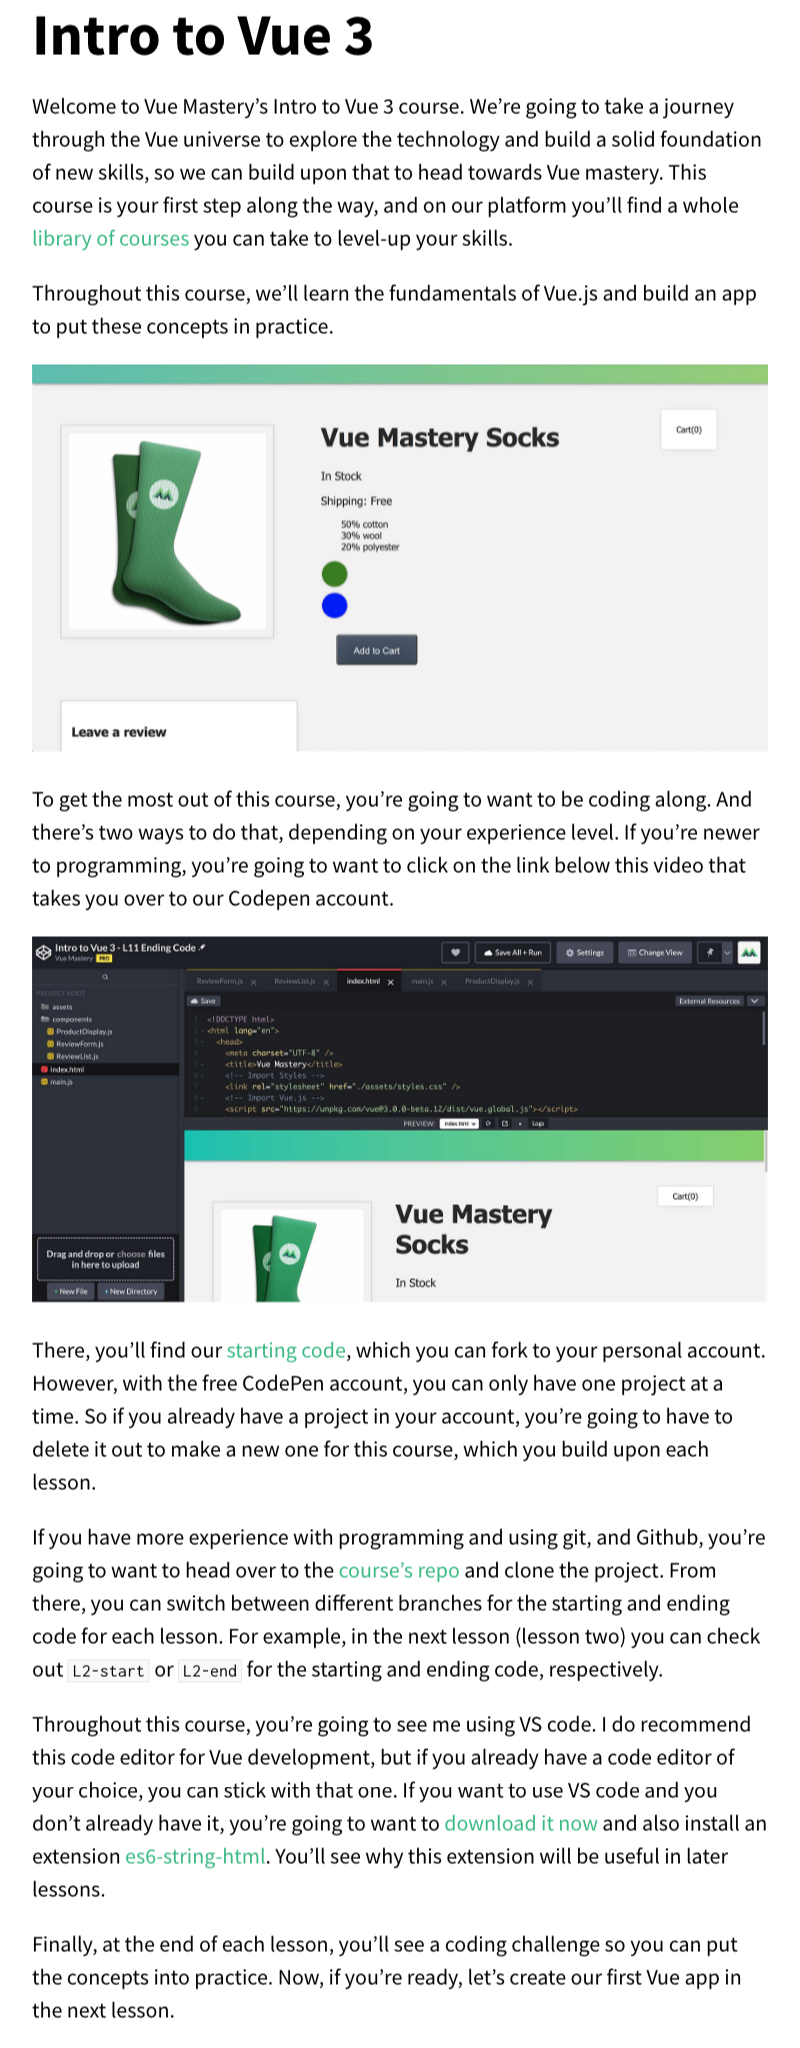 Intro to Vue 3
Welcome to Vue Mastery’s Intro to Vue 3 course. We’re going to take a journey
through the Vue universe to explore the technology and build a solid foundation
of new skills, so we can build upon that to head towards Vue mastery. This
course is your first step along the way, and on our platform you’ll find a whole
library of courses you can take to level-up your skills.
Throughout this course, we’ll learn the fundamentals of Vue.js and build an app
to put these concepts in practice.
Vue Mastery Socks
Cart(0)
In Stock
Shipping: Free
50% cotton
30% wool
20% polyester
Add to Cart
Leave a review
To get the most out of this course, you’re going to want to be coding along. And
there’s two ways to do that, depending on your experience level. If you’re newer
to programming, you’re going to want to click on the link below this video that
takes you over to our Codepen account.
Intro to Vue 3 - L11 Ending Code
Vue Mastery PRO
Save All + Run
Settings
Change View
PROJECT ROOT
assets
components
ProductDisplay.js
ReviewForm.js
ReviewList.js
index.html
main.js
ReviewForm.js
ReviewList.js
index.html
main.js
ProductDisplay.js
Save
External Resources
<!DOCTYPE html>
<html lang="en">
<head>
<meta charset="UTF-8" />
<title>Vue Mastery</title>
<!-- Import Styles -->
<link rel="stylesheet" href="./assets/styles.css" />
<!-- Import Vue.js -->
<script src="https://unpkg.com/vue@3.0.0-beta.12/dist/vue.global.js"></script>
PREVIEW: index.html
Logs
Cart(0)
Vue Mastery
Socks
In Stock
Drag and drop or choose files
in here to upload
+ New File
+ New Directory
There, you’ll find our starting code, which you can fork to your personal account.
However, with the free CodePen account, you can only have one project at a
time. So if you already have a project in your account, you’re going to have to
delete it out to make a new one for this course, which you build upon each
lesson.
If you have more experience with programming and using git, and Github, you’re
going to want to head over to the course’s repo and clone the project. From
there, you can switch between different branches for the starting and ending
code for each lesson. For example, in the next lesson (lesson two) you can check
out L2-start or L2-end for the starting and ending code, respectively.
Throughout this course, you’re going to see me using VS code. I do recommend
this code editor for Vue development, but if you already have a code editor of
your choice, you can stick with that one. If you want to use VS code and you
don’t already have it, you’re going to want to download it now and also install an
extension es6-string-html. You’ll see why this extension will be useful in later
lessons.
Finally, at the end of each lesson, you’ll see a coding challenge so you can put
the concepts into practice. Now, if you’re ready, let’s create our first Vue app in
the next lesson.